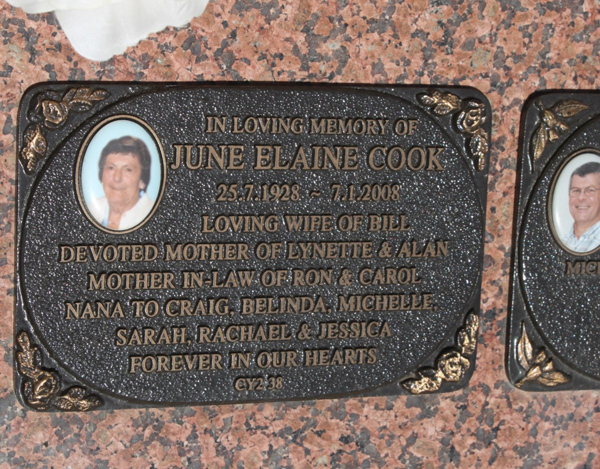 IN LOVING MEMORY OF
JUNE ELAINE COOK
25.7.1928 ~ 7.1.2008
LOVING WIFE OF BILL
DEVOTED MOTHER OF LYNETTE & ALAN
MOTHER IN-LAW OF RON & CAROL
NANA TO CRAIG, BELINDA, MICHELLE,
SARAH, RACHAEL & JESSICA
FOREVER IN OUR HEARTS
CY2-38